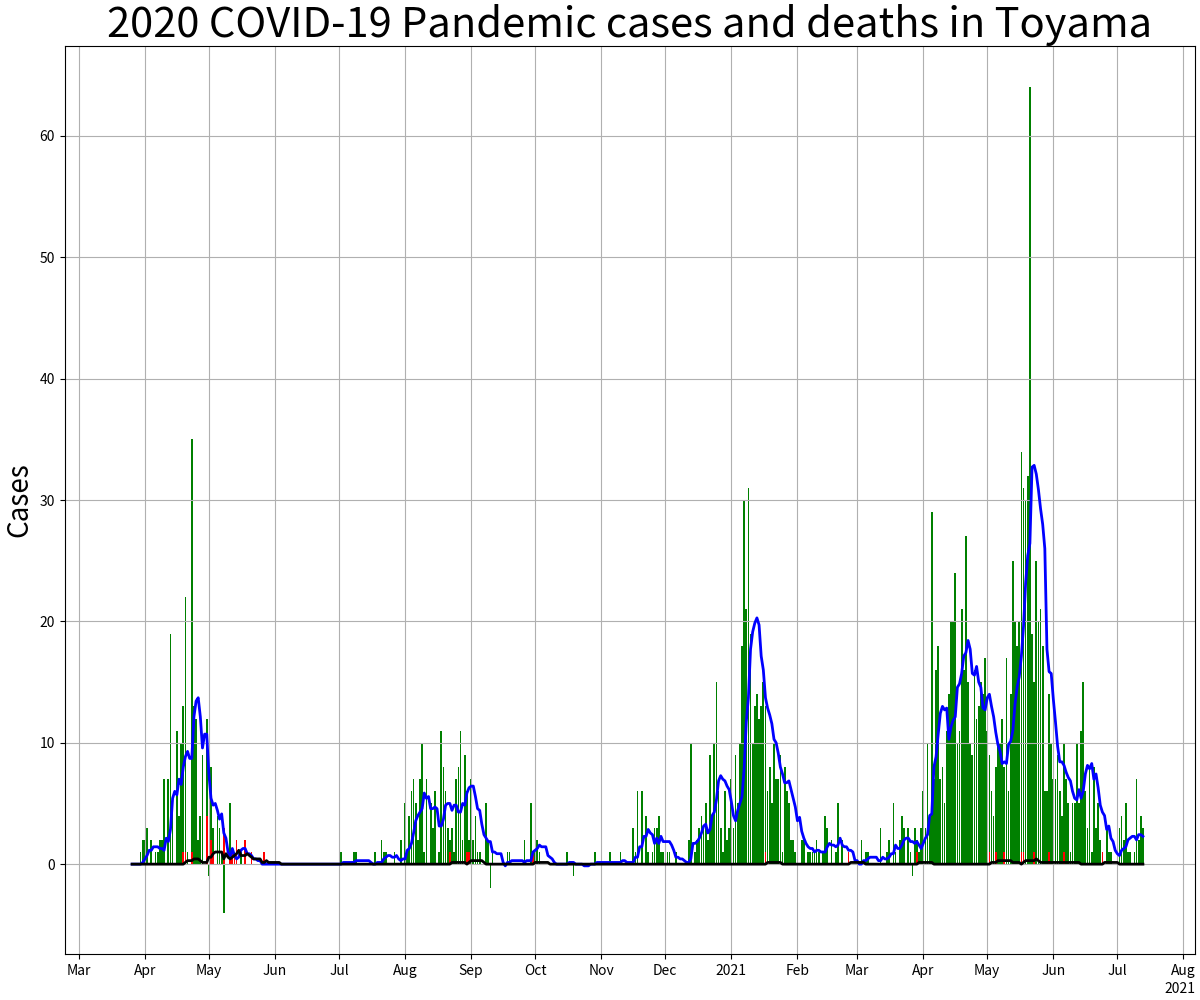 2020 COVID-19 Pandemic cases and deaths in Toyama
Cases
60
50
40
30
20
10
0
Mar Apr May Jun Jul Aug Sep Oct Nov Dec 2021 Feb Mar Apr May Jun Jul Aug
2021